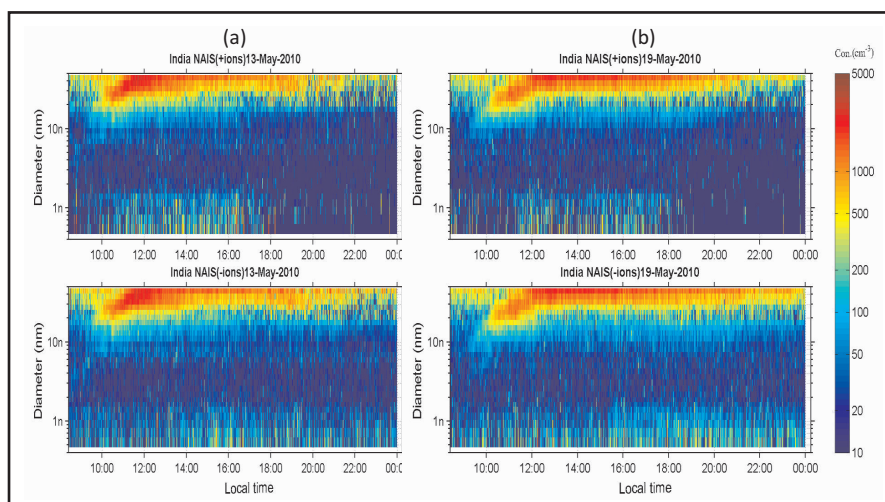 (a)
(b)
India NAIS(+ions)13-May-2010
India NAIS(+ions)19-May-2010
Con.(cm-3)
5000
1000
500
200
100
50
20
10
Diameter (nm)
10n
1n
10:00 12:00 14:00 16:00 18:00 20:00 22:00 00:0
Diameter (nm)
10n
1n
10:00 12:00 14:00 16:00 18:00 20:00 22:00 00:00
India NAIS(-ions)13-May-2010
India NAIS(-ions)19-May-2010
Diameter (nm)
10n
1n
10:00 12:00 14:00 16:00 18:00 20:00 22:00 00:0
Local time
Diameter (nm)
10n
1n
10:00 12:00 14:00 16:00 18:00 20:00 22:00 00:00
Local time